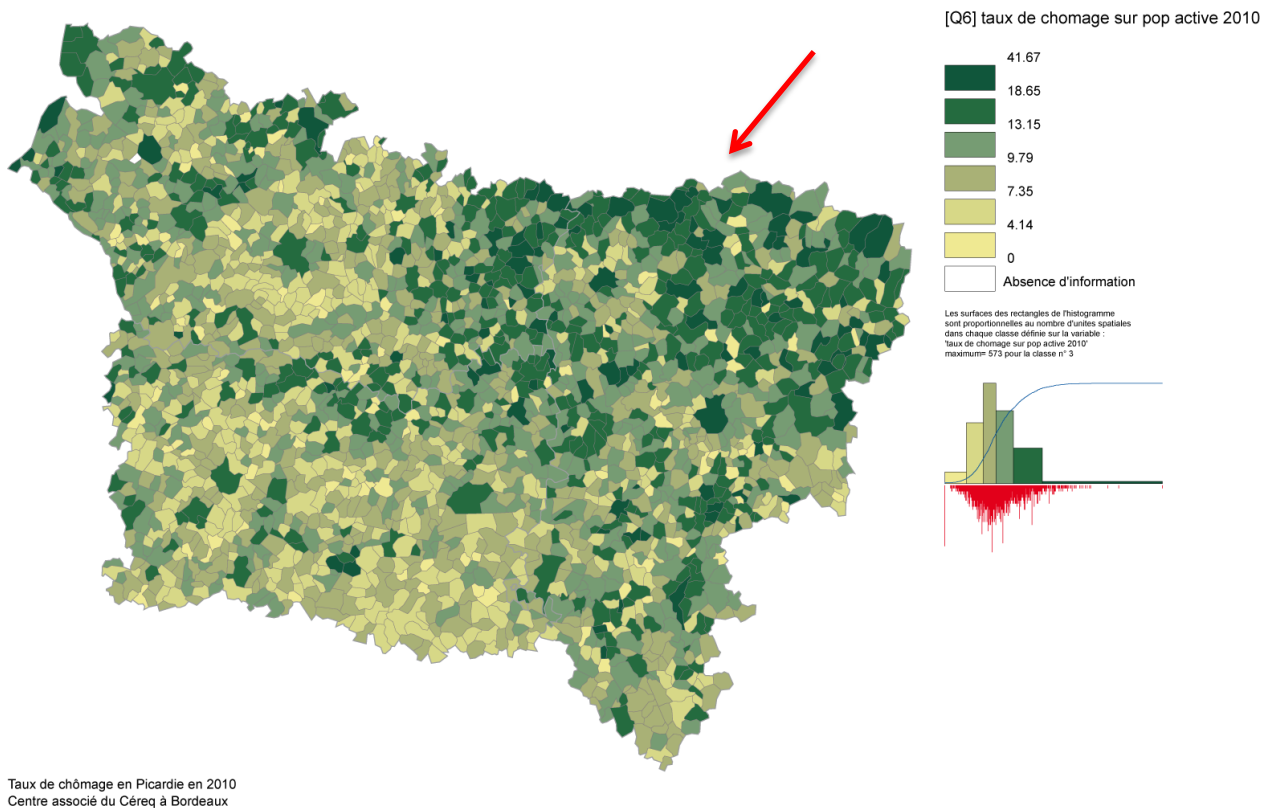 [Q6] taux de chomage sur pop active 2010
41.67
18.65
13.15
9.79
7.35
4.14
0
Absence d'information
Les surfaces des rectangles de l'histogramme
sont proportionnelles au nombre d'unites spatiales
dans chaque classe définie sur la variable :
'taux de chomage sur pop active 2010'
maximum= 573 pour la classe n° 3
Taux de chômage en Picardie en 2010
Centre associé du Céreq à Bordeaux